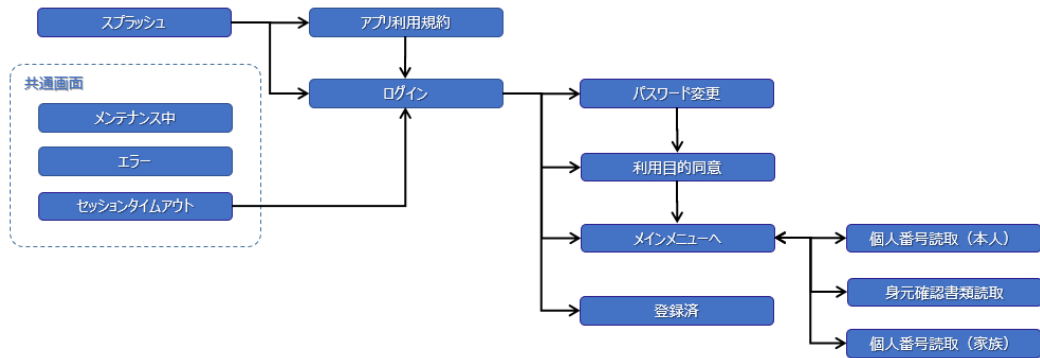 スプラッシュ
アプリ利用規約
共通画面
ログイン
パスワード変更
メンテナンス中
エラー
利用目的同意
セッションタイムアウト
メインメニューへ
個人番号読取（本人）
身元確認書類読取
登録済
個人番号読取（家族）